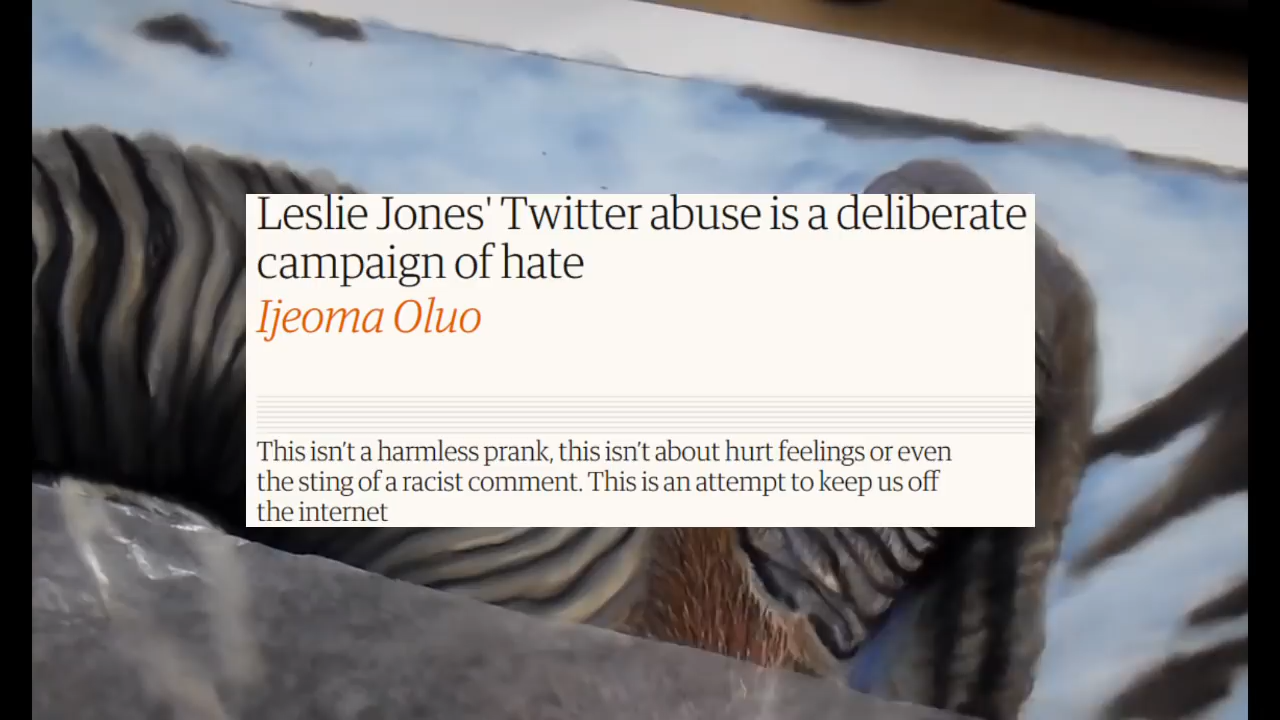 Leslie Jones' Twitter abuse is a deliberate
campaign of hate
Ijeoma Oluo
This isn't a harmless prank, this isn't about hurt feelings or even
the sting of a racist comment. This is an attempt to keep us off
the internet